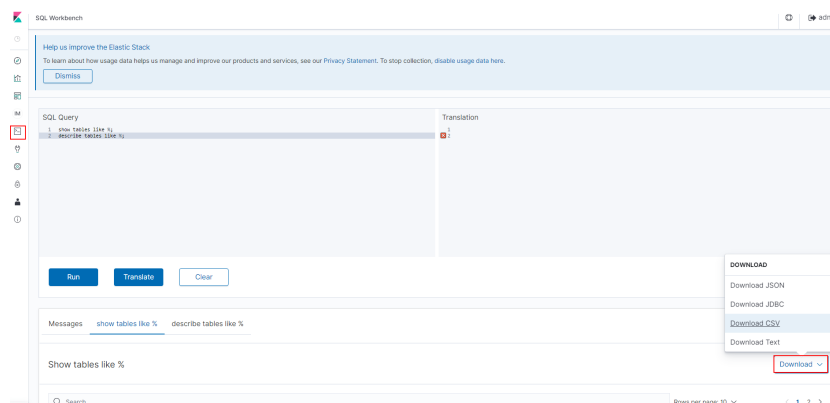 SQL Workbench
Help us improve the Elastic Stack
To learn about how usage data helps us manage and improve our products and services, see our Privacy Statement. To stop collection, disable usage data here.
Dismiss
IM
SQL Query
Translation
1 show tables like %;
2 describe tables like %;
1
2
Run
Translate
Clear
DOWNLOAD
Download JSON
Download JDBC
Download CSV
Download Text
Messages
show tables like %
describe tables like %
Show tables like %
Download
Search
Rows per page: 10
1 2